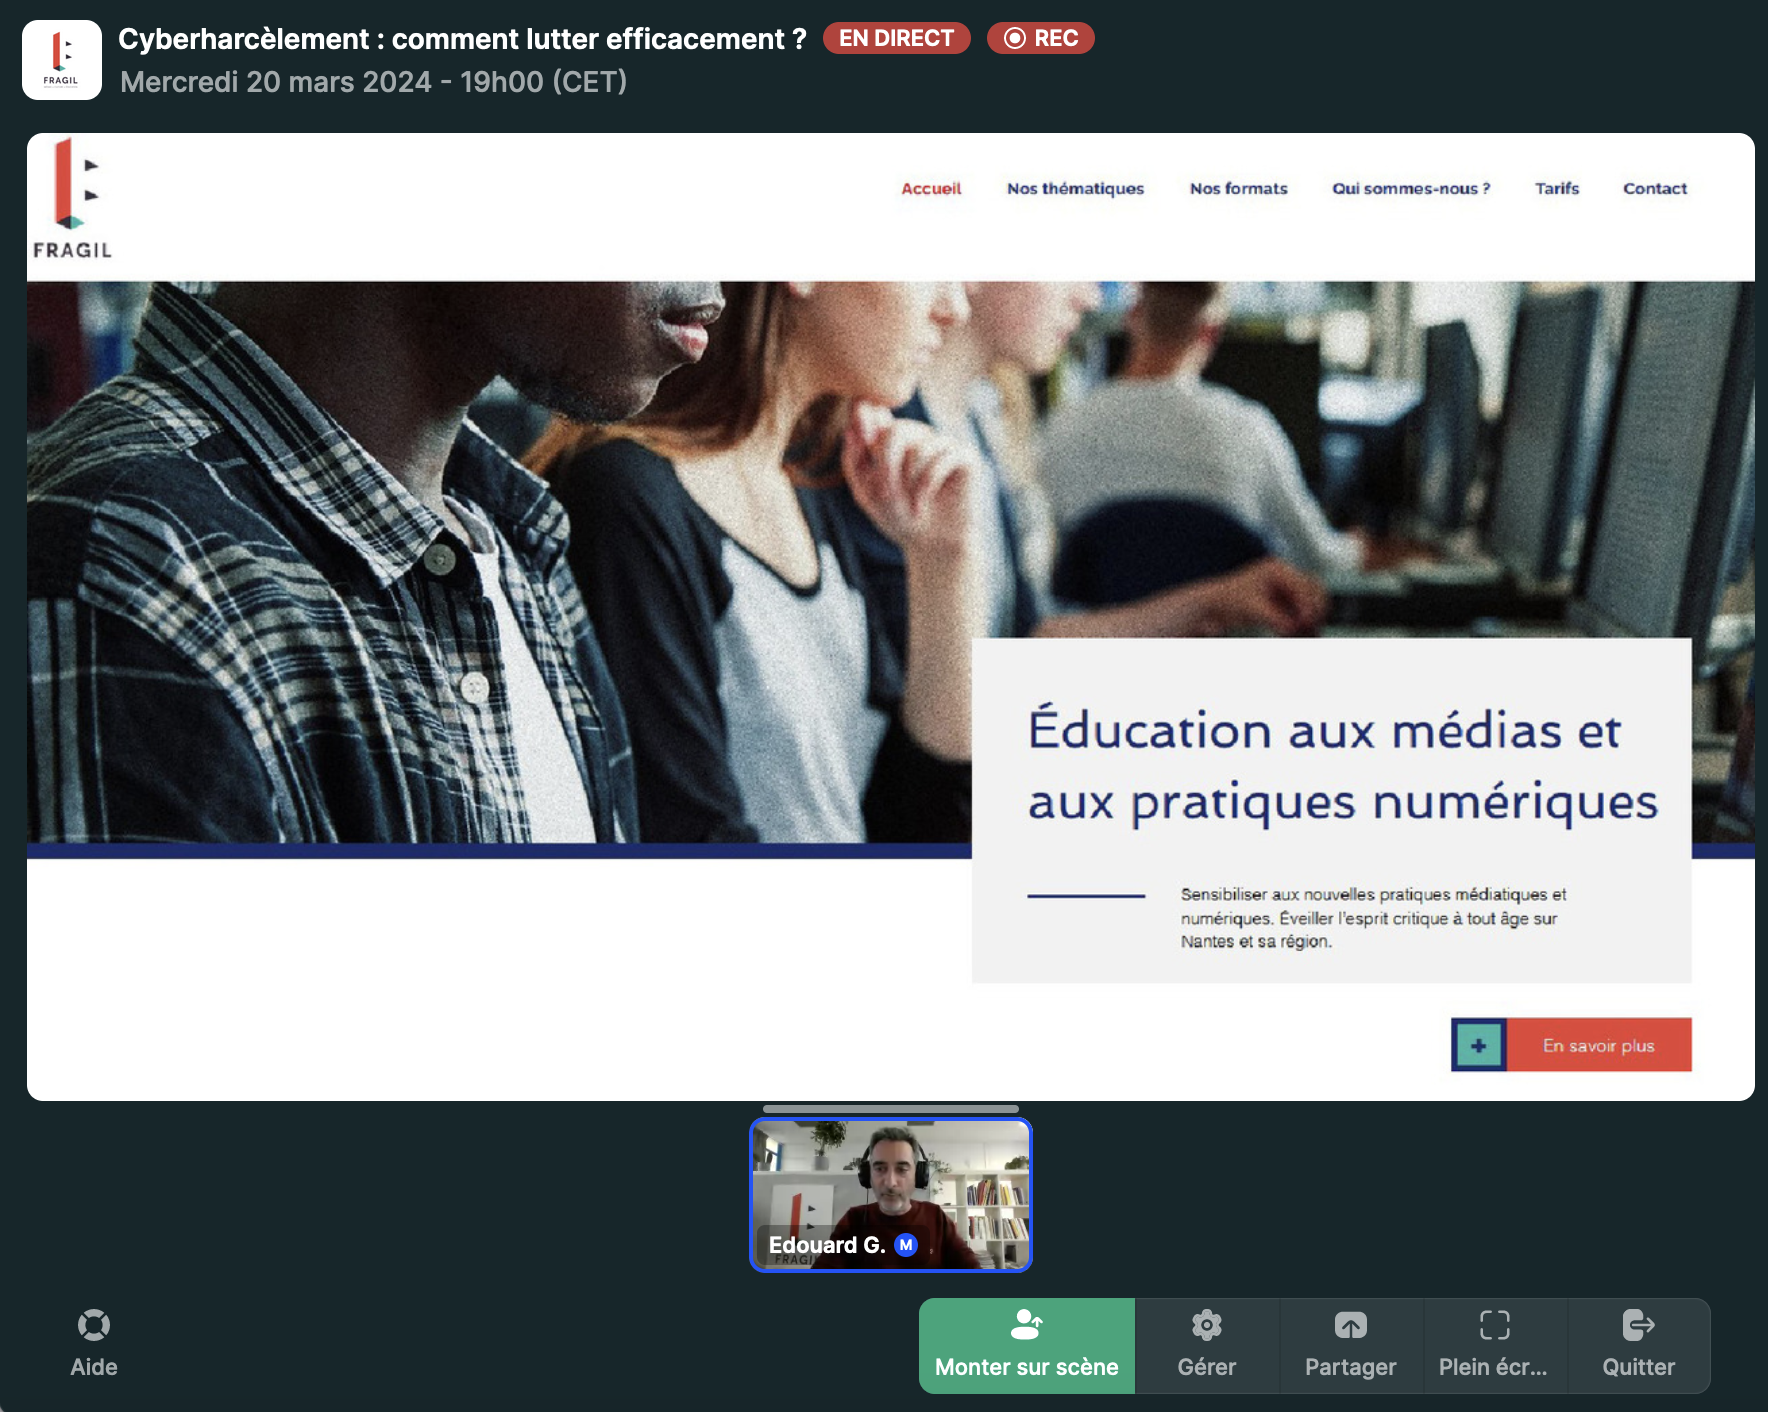 FRAGIL
Cyberharcèlement : comment lutter efficacement ?
EN DIRECT
REC
Mercredi 20 mars 2024 - 19h00 (CET)
FRAGIL
Accueil
Nos thématiques
Nos formats
Qui sommes-nous ?
Tarifs
Contact
Éducation aux médias et
aux pratiques numériques
Sensibiliser aux nouvelles pratiques médiatiques et
numériques. Éveiller l'esprit critique à tout âge sur
Nantes et sa région.
+
En savoir plus
Edouard G. M
FRAGIL
Aide
Monter sur scène
Gérer
Partager
Plein écr...
Quitter